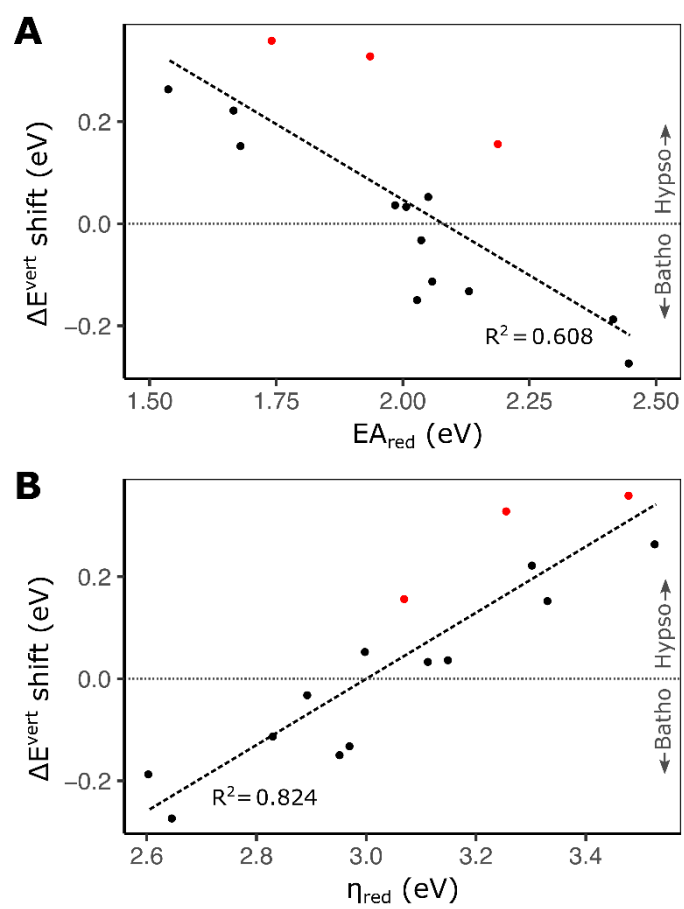 A
ΔE^vert shift (eV)
0.2
0.0
−0.2
←Batho Hypso→
R² = 0.608
1.50 1.75 2.00 2.25 2.50
EA_red (eV)
B
ΔE^vert shift (eV)
0.2
0.0
−0.2
←Batho Hypso→
R² = 0.824
2.6 2.8 3.0 3.2 3.4
η_red (eV)